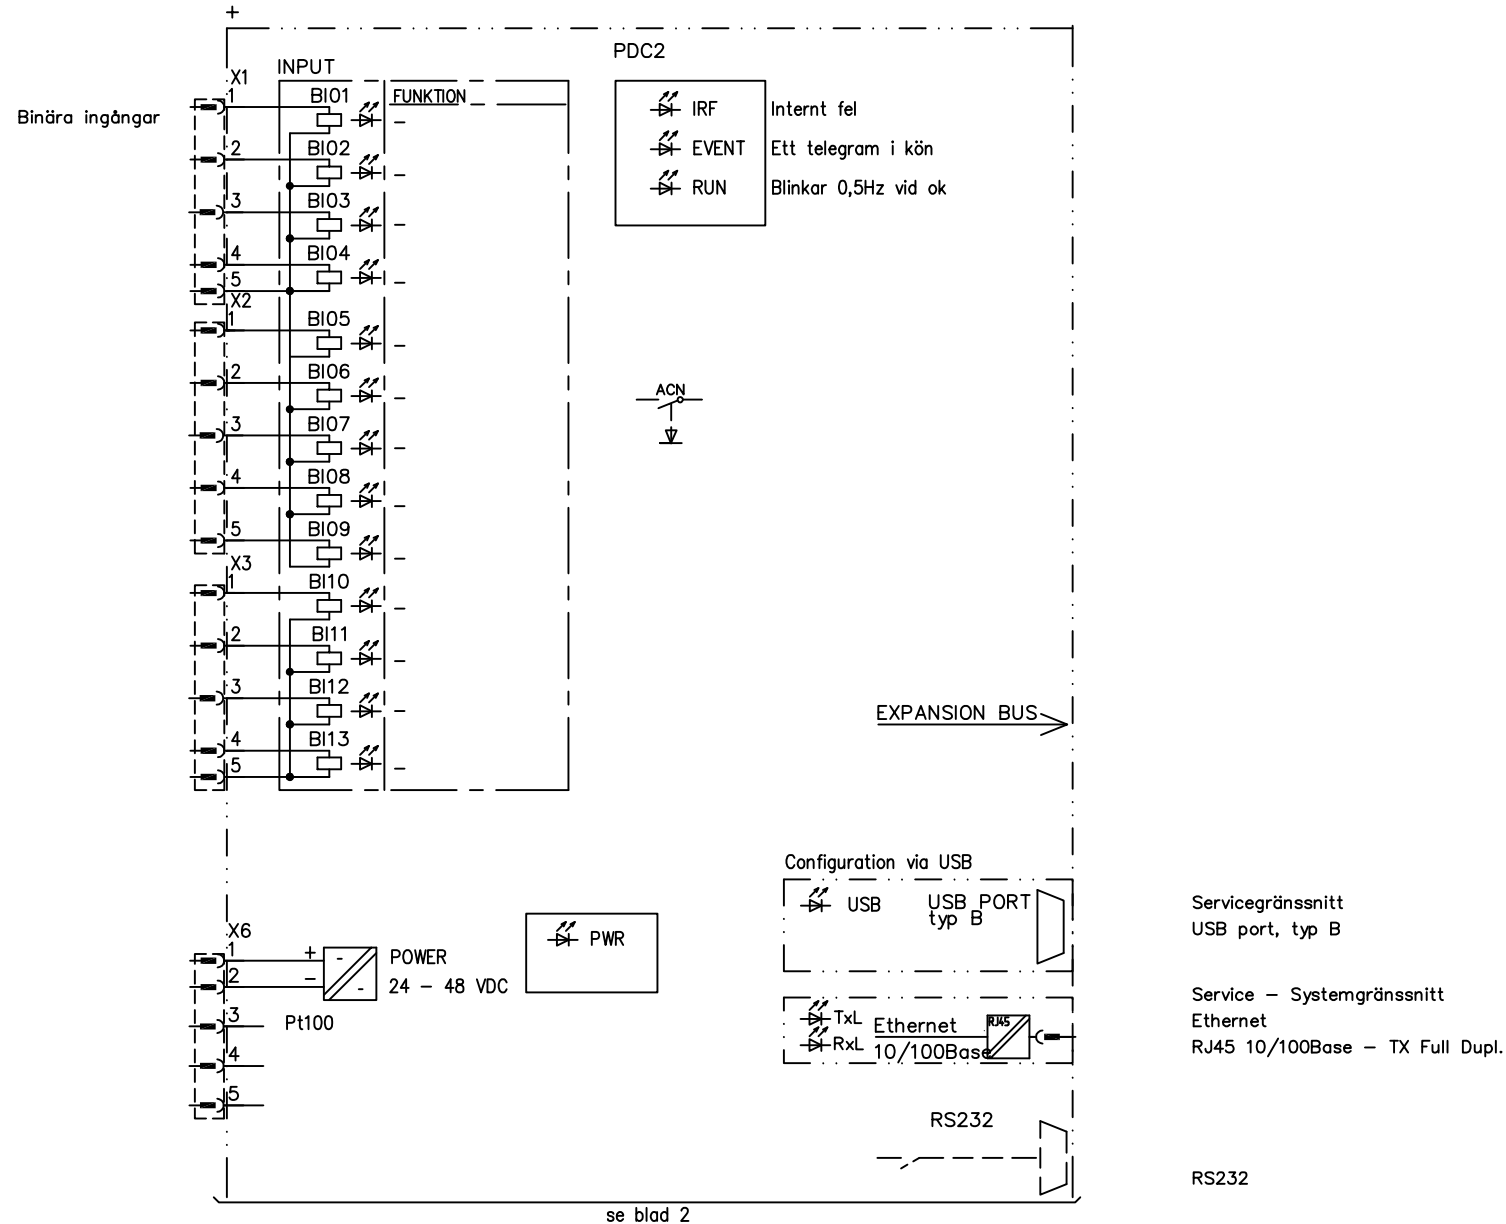 +
PDC2
INPUT
X1
1
BI01
FUNKTION
Binära ingångar
–
IRF Internt fel
2
BI02
–
EVENT Ett telegram i kön
RUN Blinkar 0,5Hz vid ok
3
BI03
–
4
BI04
–
5
X2
1
BI05
–
2
BI06
–
ACN
3
BI07
–
4
BI08
–
5
BI09
–
X3
1
BI10
–
2
BI11
–
3
BI12
–
EXPANSION BUS
4
BI13
–
5
Configuration via USB
USB
USB PORT
typ B
Servicegränssnitt
USB port, typ B
X6
1
+
-
POWER
PWR
2
–
-
24 – 48 VDC
3
Pt100
4
5
TxL
RxL
Ethernet
10/100Base
RJ45
Service – Systemgränssnitt
Ethernet
RJ45 10/100Base – TX Full Dupl.
RS232
RS232
se blad 2